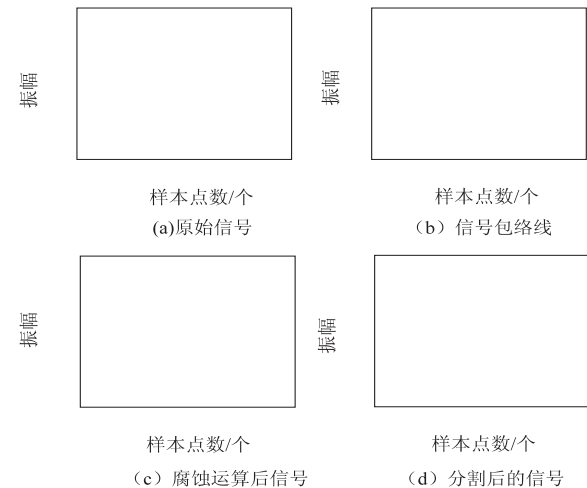 振幅
振幅
样本点数/个
样本点数/个
(a)原始信号
（b）信号包络线
振幅
振幅
样本点数/个
样本点数/个
（c）腐蚀运算后信号
（d）分割后的信号